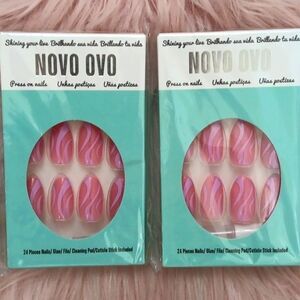 Shining your live Brilhando sua vida Brillando tu vida
NOVO OVO
Press on nails Unhas postiças Uñas postizas
24 Pieces Nails/ Glue/ File/ Cleaning Pad/Cuticle Stick Included
Shining your live Brilhando sua vida Brillando tu vida
NOVO OVO
Press on nails Unhas postiças Uñas postizas
24 Pieces Nails/ Glue/ File/ Cleaning Pad/Cuticle Stick Included